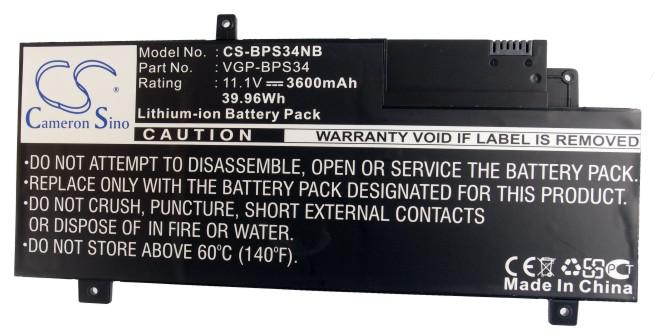 CS
Cameron Sino
Model No. : CS-BPS34NB
Part No. : VGP-BPS34
Rating : 11.1V⎓3600mAh
39.96Wh
Lithium-ion Battery Pack
CAUTION
WARRANTY VOID IF LABEL IS REMOVED
•DO NOT ATTEMPT TO DISASSEMBLE, OPEN OR SERVICE THE BATTERY PACK.
•REPLACE ONLY WITH THE BATTERY PACK DESIGNATED FOR THIS PRODUCT.
•DO NOT CRUSH, PUNCTURE, SHORT EXTERNAL CONTACTS
OR DISPOSE OF IN FIRE OR WATER.
•DO NOT STORE ABOVE 60°C (140°F).
CE
Made In China